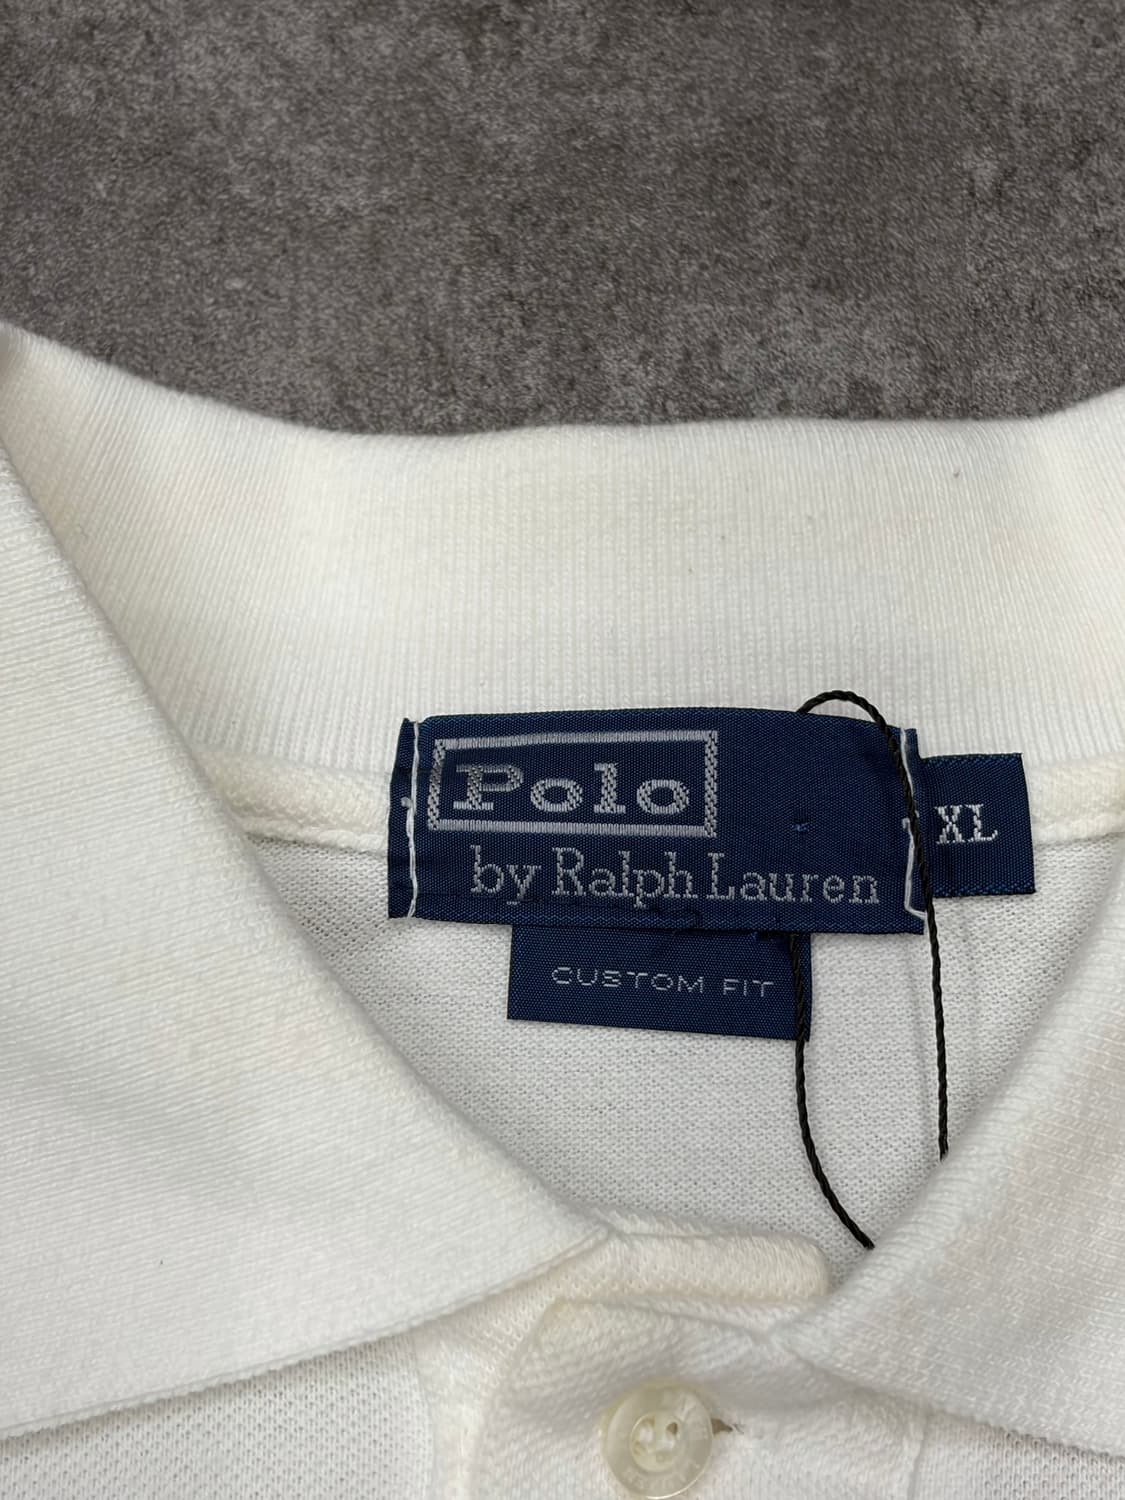 Polo
by Ralph Lauren
XL
CUSTOM FIT